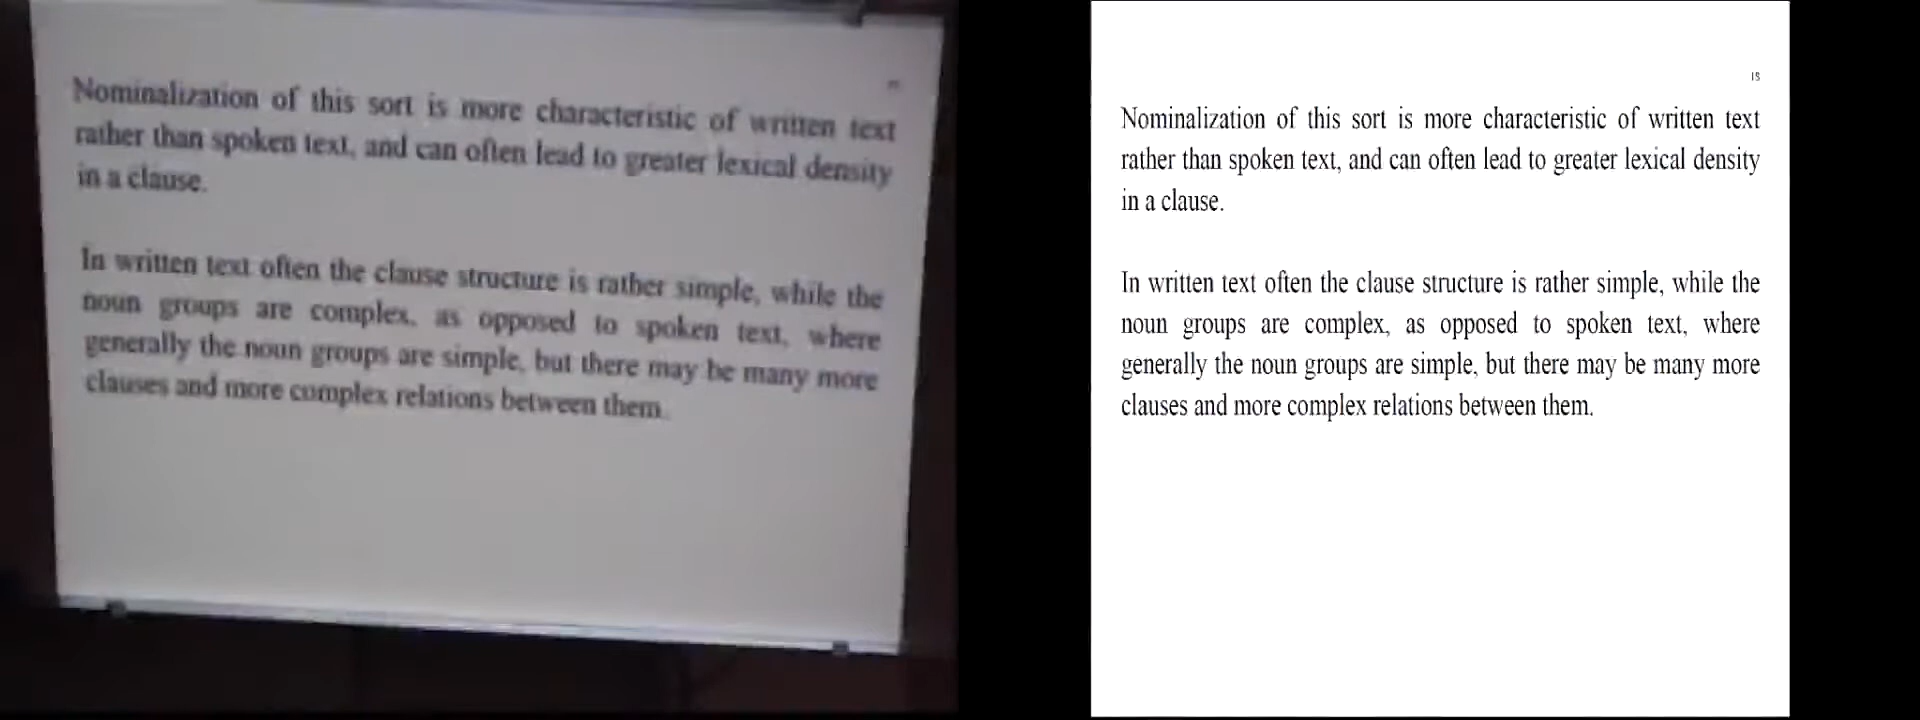 Nominalization of this sort is more characteristic of written text
rather than spoken text, and can often lead to greater lexical density
in a clause.
In written text often the clause structure is rather simple, while the
noun groups are complex, as opposed to spoken text, where
generally the noun groups are simple, but there may be many more
clauses and more complex relations between them.
15
Nominalization of this sort is more characteristic of written text
rather than spoken text, and can often lead to greater lexical density
in a clause.
In written text often the clause structure is rather simple, while the
noun groups are complex, as opposed to spoken text, where
generally the noun groups are simple, but there may be many more
clauses and more complex relations between them.